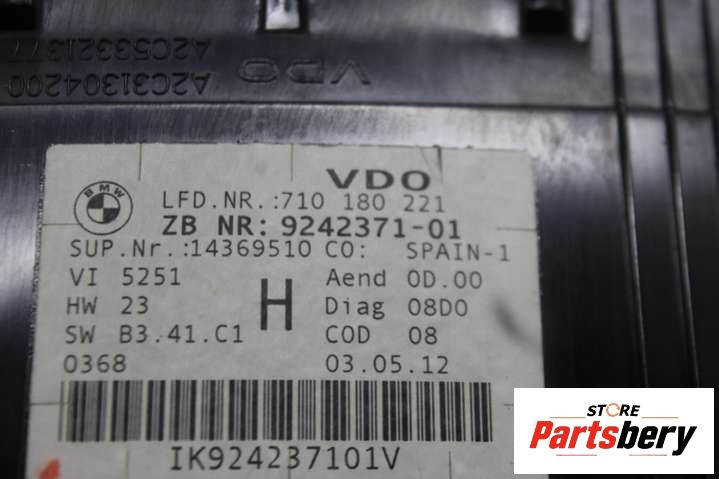 A2C53321377
A2C31304200
VDO
VDO
BMW
LFD.NR.:710 180 221
ZB NR: 9242371-01
SUP.Nr.:14369510 CO: SPAIN-1
VI 5251 Aend 0D.00
HW 23 H Diag 08D0
SW B3.41.C1 COD 08
0368 03.05.12
IK924237101V
STORE
Partsbery